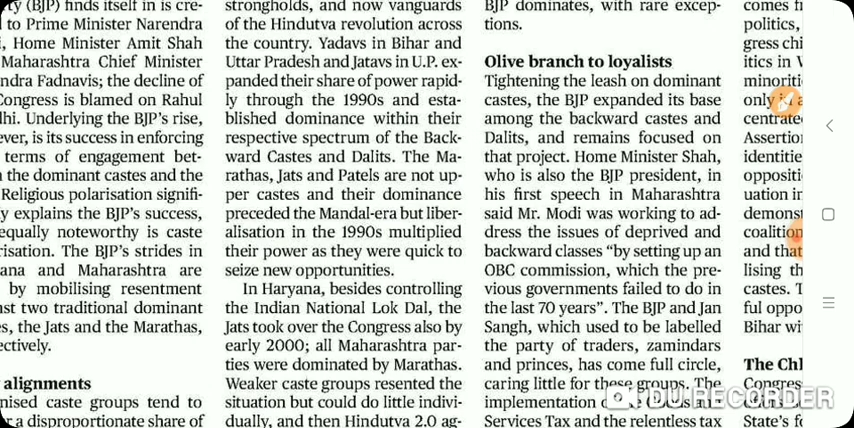 ty (BJP) finds itself in is cre-
to Prime Minister Narendra
, Home Minister Amit Shah
Maharashtra Chief Minister
ndra Fadnavis; the decline of
Congress is blamed on Rahul
dhi. Underlying the BJP's rise,
ever, is its success in enforcing
terms of engagement bet-
the dominant castes and the
Religious polarisation signifi-
y explains the BJP's success,
equally noteworthy is caste
risation. The BJP's strides in
ana and Maharashtra are
by mobilising resentment
nst two traditional dominant
es, the Jats and the Marathas,
ectively.
alignments
nised caste groups tend to
a disproportionate share of
strongholds, and now vanguards
of the Hindutva revolution across
the country. Yadavs in Bihar and
Uttar Pradesh and Jatavs in U.P. ex-
panded their share of power rapid-
ly through the 1990s and esta-
blished dominance within their
respective spectrum of the Back-
ward Castes and Dalits. The Ma-
rathas, Jats and Patels are not up-
per castes and their dominance
preceded the Mandal-era but liber-
alisation in the 1990s multiplied
their power as they were quick to
seize new opportunities.
In Haryana, besides controlling
the Indian National Lok Dal, the
Jats took over the Congress also by
early 2000; all Maharashtra par-
ties were dominated by Marathas.
Weaker caste groups resented the
situation but could do little indivi-
dually, and then Hindutva 2.0 ag-
BJP dominates, with rare excep-
tions.
Olive branch to loyalists
Tightening the leash on dominant
castes, the BJP expanded its base
among the backward castes and
Dalits, and remains focused on
that project. Home Minister Shah,
who is also the BJP president, in
his first speech in Maharashtra
said Mr. Modi was working to ad-
dress the issues of deprived and
backward classes “by setting up an
OBC commission, which the pre-
vious governments failed to do in
the last 70 years”. The BJP and Jan
Sangh, which used to be labelled
the party of traders, zamindars
and princes, has come full circle,
caring little for these groups. The
implementation
Services Tax and the relentless tax
comes f
politics,
gress chi
itics in
minoriti
only
centrate
Assertio
identitie
oppositi
uation in
demon
coalition
and that
lising th
castes. T
ful oppo
Bihar wi
The Ch
Congres
State's f
DU RECORDER